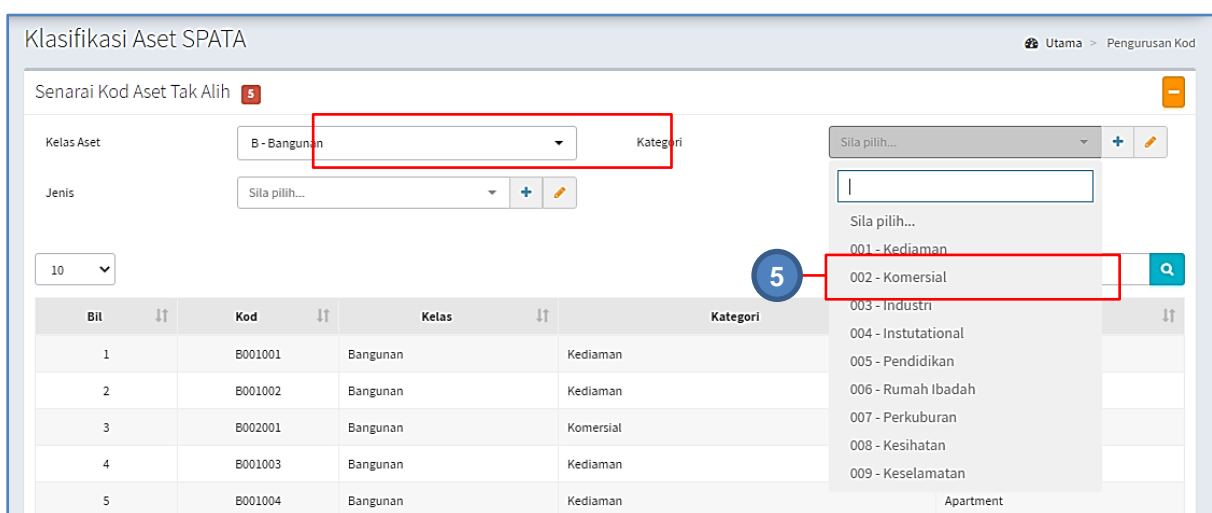 Klasifikasi Aset SPATA
Utama > Pengurusan Kod
Senarai Kod Aset Tak Alih 5
Kelas Aset B - Bangunan Kategori Sila pilih...
Jenis Sila pilih...
Sila pilih...
001 - Kediaman
002 - Komersial
003 - Industri
004 - Instutational
005 - Pendidikan
006 - Rumah Ibadah
007 - Perkuburan
008 - Kesihatan
009 - Keselamatan
5
10
Bil Kod Kelas Kategori
1 B001001 Bangunan Kediaman
2 B001002 Bangunan Kediaman
3 B002001 Bangunan Komersial
4 B001003 Bangunan Kediaman
5 B001004 Bangunan Kediaman Apartment